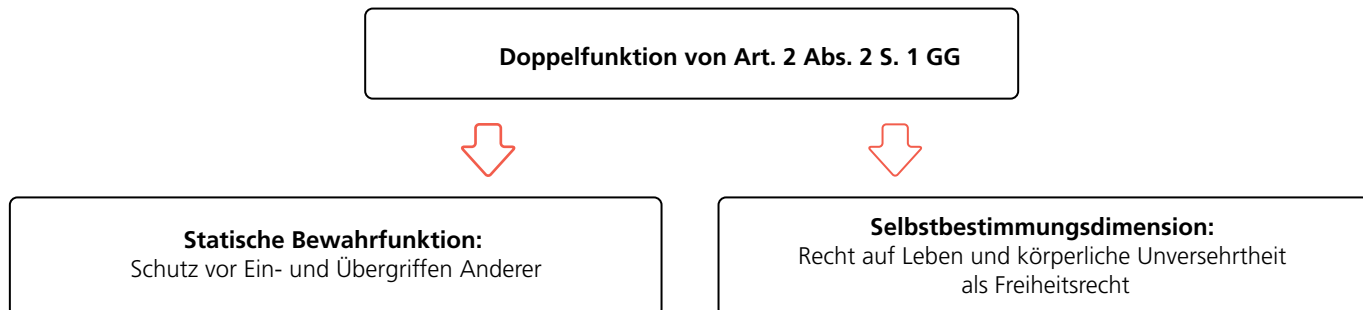 Doppelfunktion von Art. 2 Abs. 2 S. 1 GG
Statische Bewahrfunktion:
Schutz vor Ein- und Übergriffen Anderer
Selbstbestimmungsdimension:
Recht auf Leben und körperliche Unversehrtheit
als Freiheitsrecht